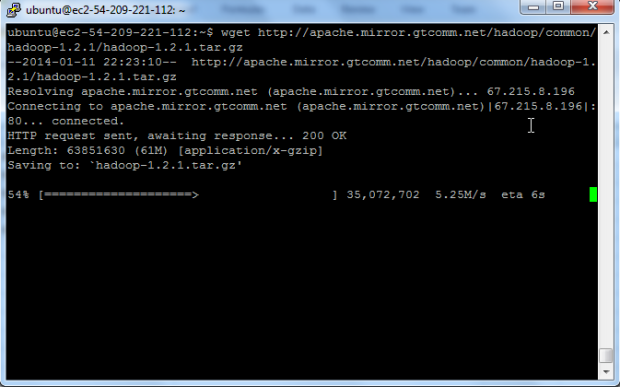 ubuntu@ec2-54-209-221-112: ~
ubuntu@ec2-54-209-221-112:~$ wget http://apache.mirror.gtcomm.net/hadoop/common/
hadoop-1.2.1/hadoop-1.2.1.tar.gz
--2014-01-11 22:23:10--  http://apache.mirror.gtcomm.net/hadoop/common/hadoop-1.
2.1/hadoop-1.2.1.tar.gz
Resolving apache.mirror.gtcomm.net (apache.mirror.gtcomm.net)... 67.215.8.196
Connecting to apache.mirror.gtcomm.net (apache.mirror.gtcomm.net)|67.215.8.196|:
80... connected.
HTTP request sent, awaiting response... 200 OK
Length: 63851630 (61M) [application/x-gzip]
Saving to: `hadoop-1.2.1.tar.gz'
54% [====================>                  ] 35,072,702  5.25M/s  eta 6s